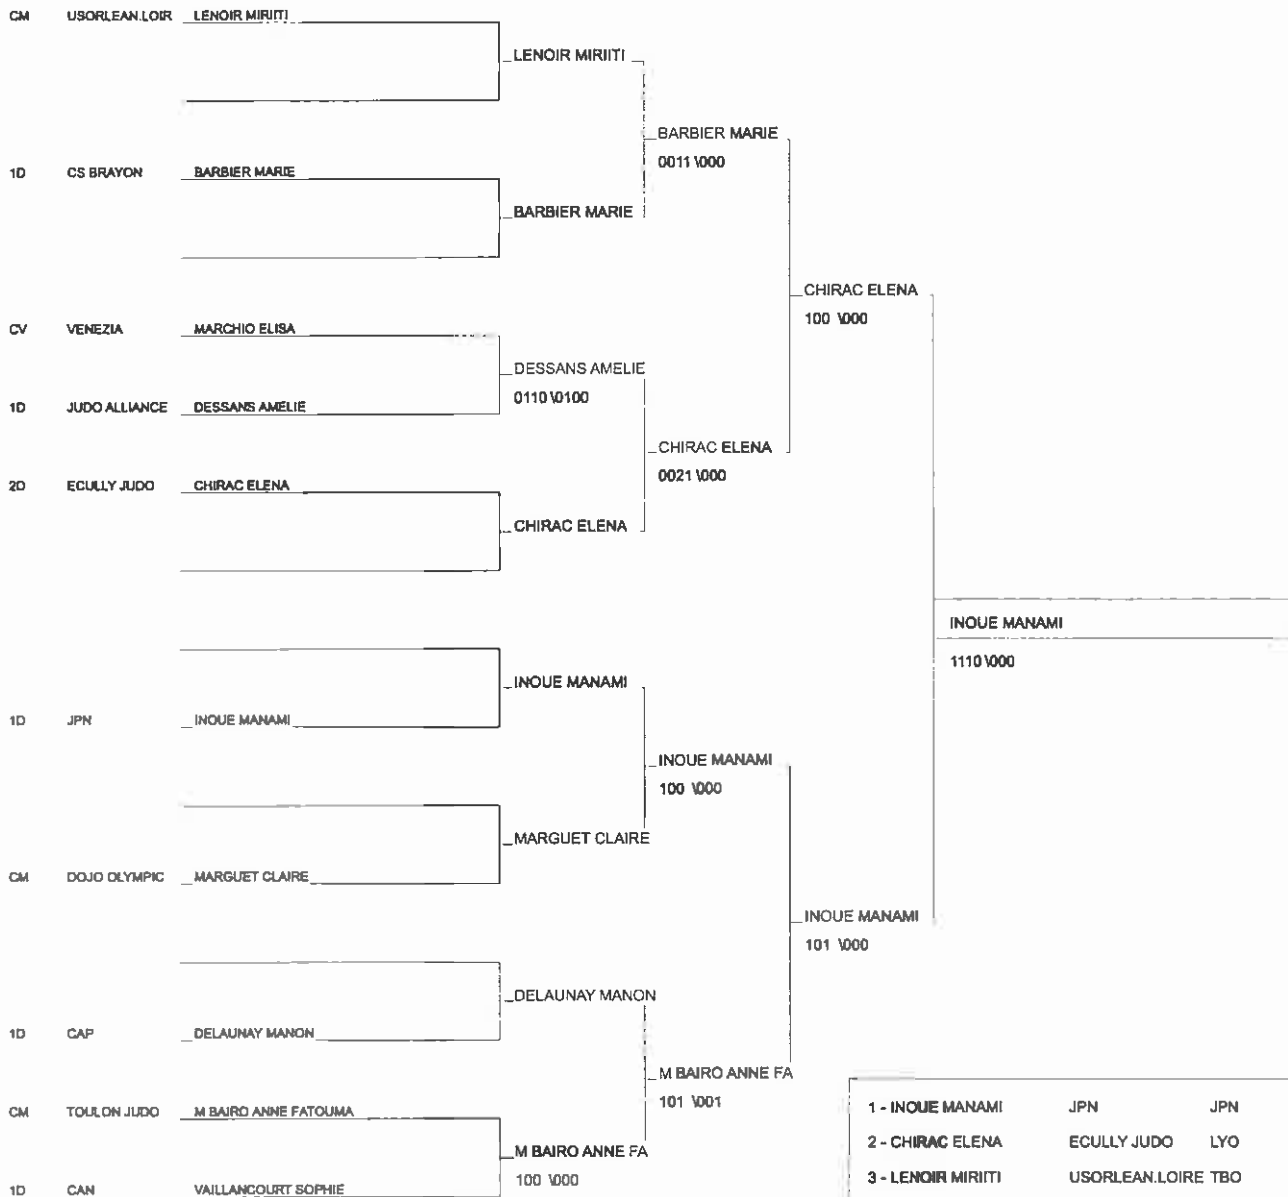 CM USORLEAN.LOIR LENOIR MIRIITI
LENOIR MIRIITI
BARBIER MARIE
0011 \000
1D CS BRAYON BARBIER MARIE
BARBIER MARIE
CHIRAC ELENA
100 \000
CV VENEZIA MARCHIO ELISA
DESSANS AMELIE
0110 \0100
1D JUDO ALLIANCE DESSANS AMELIE
CHIRAC ELENA
0021 \000
2D ECULLY JUDO CHIRAC ELENA
CHIRAC ELENA
INOUE MANAMI
1110 \000
INOUE MANAMI
1D JPN INOUE MANAMI
INOUE MANAMI
100 \000
MARGUET CLAIRE
CM DOJO OLYMPIC MARGUET CLAIRE
INOUE MANAMI
101 \000
DELAUNAY MANON
1D CAP DELAUNAY MANON
M BAIRO ANNE FA
101 \001
CM TOULON JUDO M BAIRO ANNE FATOUMA
M BAIRO ANNE FA
100 \000
1D CAN VAILLANCOURT SOPHIE
1 - INOUE MANAMI JPN JPN
2 - CHIRAC ELENA ECULLY JUDO LYO
3 - LENOIR MIRIITI USORLEAN.LOIRE TBO